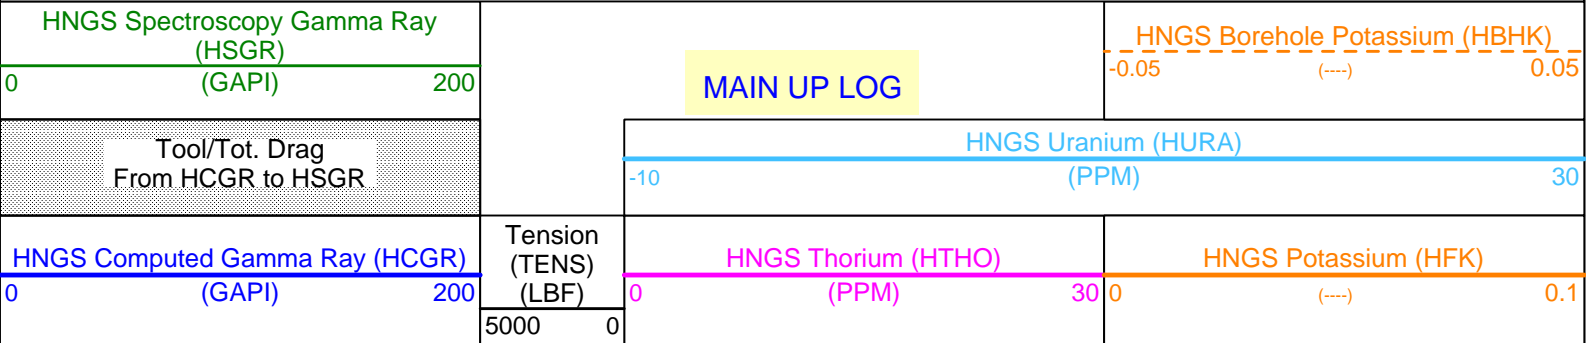 HNGS Spectroscopy Gamma Ray
(HSGR)
0 (GAPI) 200
MAIN UP LOG
HNGS Borehole Potassium (HBHK)
-0.05 (----) 0.05
Tool/Tot. Drag
From HCGR to HSGR
HNGS Uranium (HURA)
-10 (PPM) 30
HNGS Computed Gamma Ray (HCGR)
0 (GAPI) 200
Tension
(TENS)
(LBF)
5000 0
HNGS Thorium (HTHO)
0 (PPM) 30
HNGS Potassium (HFK)
0 (----) 0.1